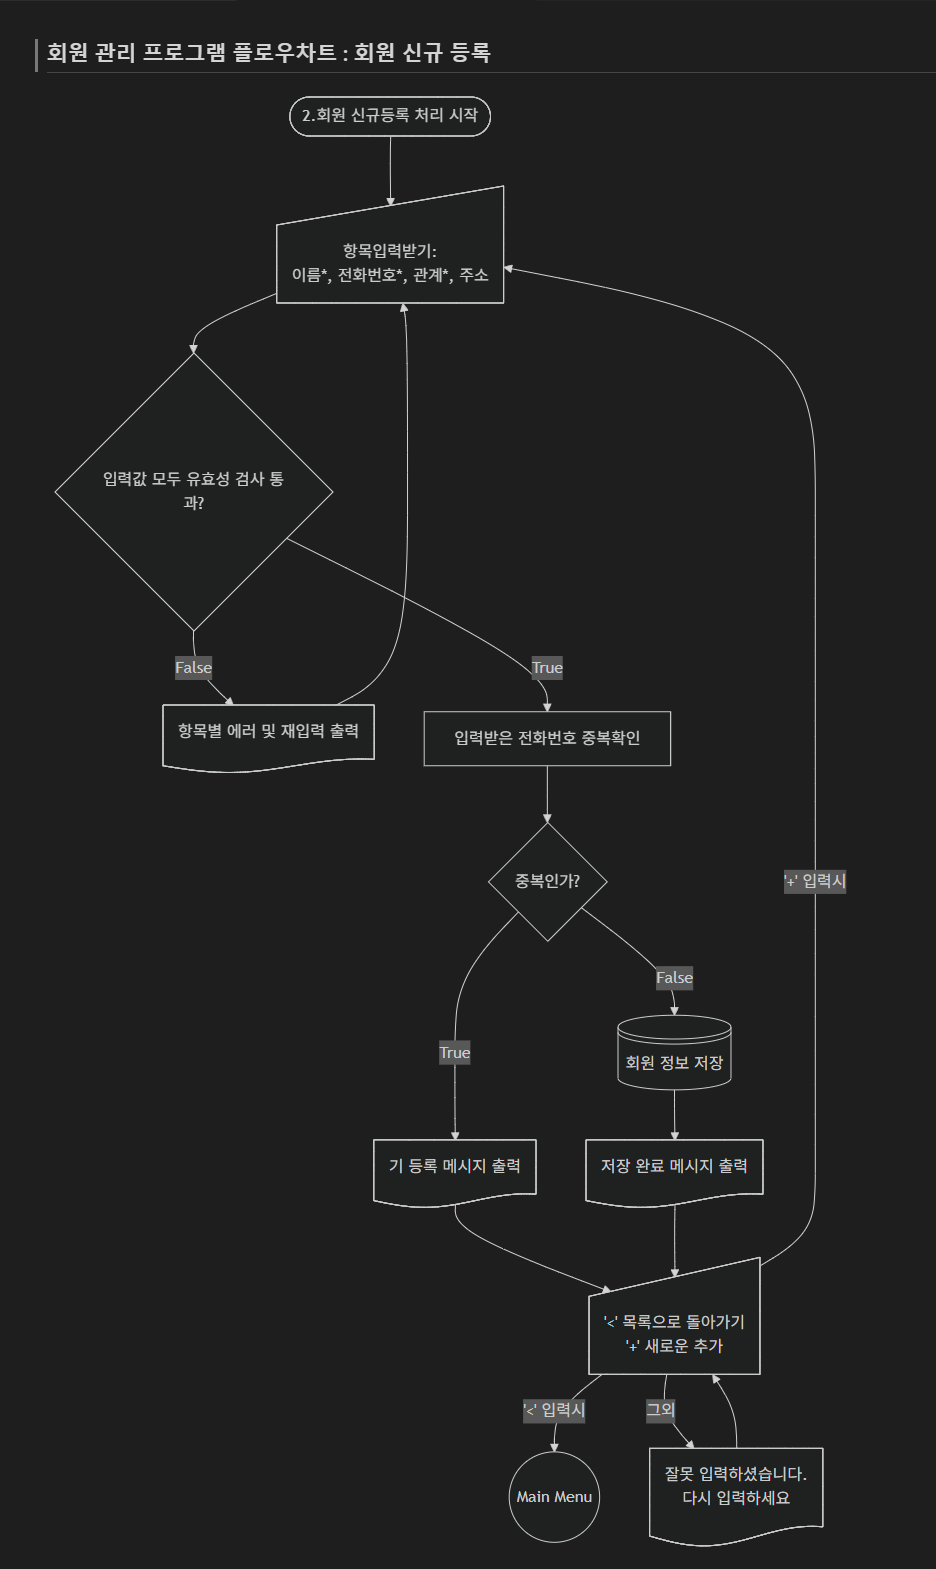 회원 관리 프로그램 플로우차트 : 회원 신규 등록
2.회원 신규등록 처리 시작
항목입력받기:
이름*, 전화번호*, 관계*, 주소
입력값 모두 유효성 검사 통
과?
False
True
항목별 에러 및 재입력 출력
입력받은 전화번호 중복확인
중복인가?
'+' 입력시
False
True
회원 정보 저장
기 등록 메시지 출력
저장 완료 메시지 출력
'<' 목록으로 돌아가기
'+' 새로운 추가
'<' 입력시
그외
Main Menu
잘못 입력하셨습니다.
다시 입력하세요